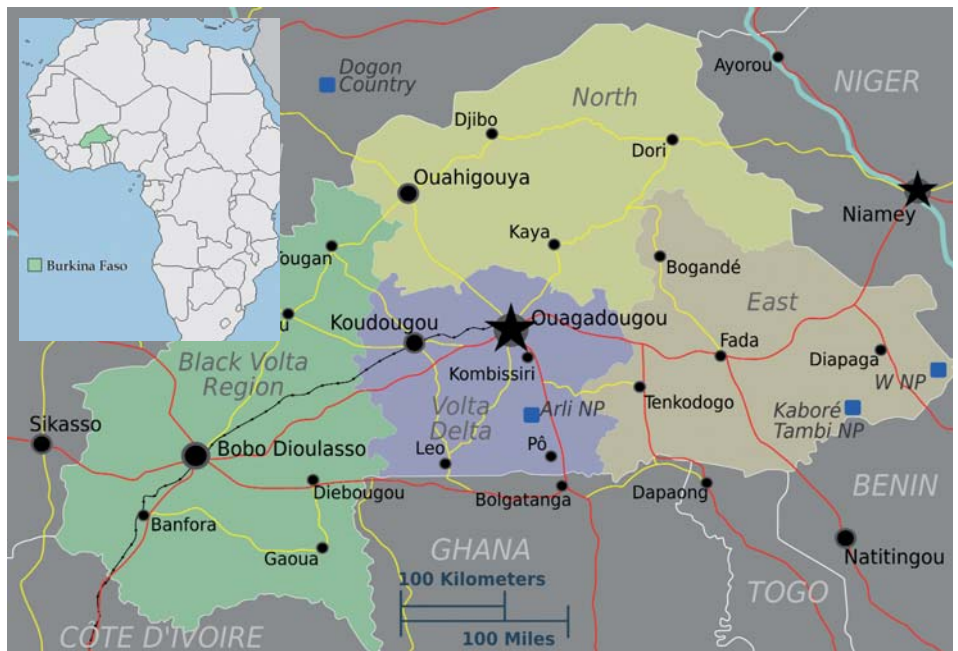 Burkina Faso
Dogon
Country
Ayorou
NIGER
North
Djibo
Dori
Ouahigouya
Niamey
Kaya
Bogandé
Tougan
East
Koudougou
Ouagadougou
Fada
Diapaga
Black Volta
Region
Kombissiri
W NP
Volta
Delta
Arli NP
Tenkodogo
Kaboré
Tambi NP
Sikasso
Bobo Dioulasso
Leo
Pô
Diebougou
Bolgatanga
Dapaong
BENIN
Banfora
Gaoua
GHANA
Natitingou
100 Kilometers
TOGO
100 Miles
CÔTE D'IVOIRE